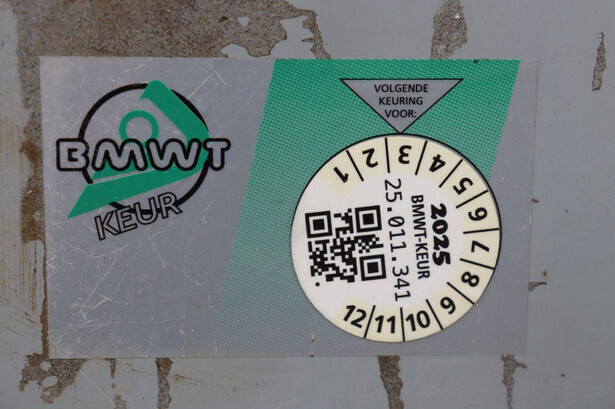 BMWT
KEUR
VOLGENDE
KEURING
VOOR:
1 2 3 4 5 6 7 8 9 10 11 12
2025
BMWT-KEUR
25.011.341